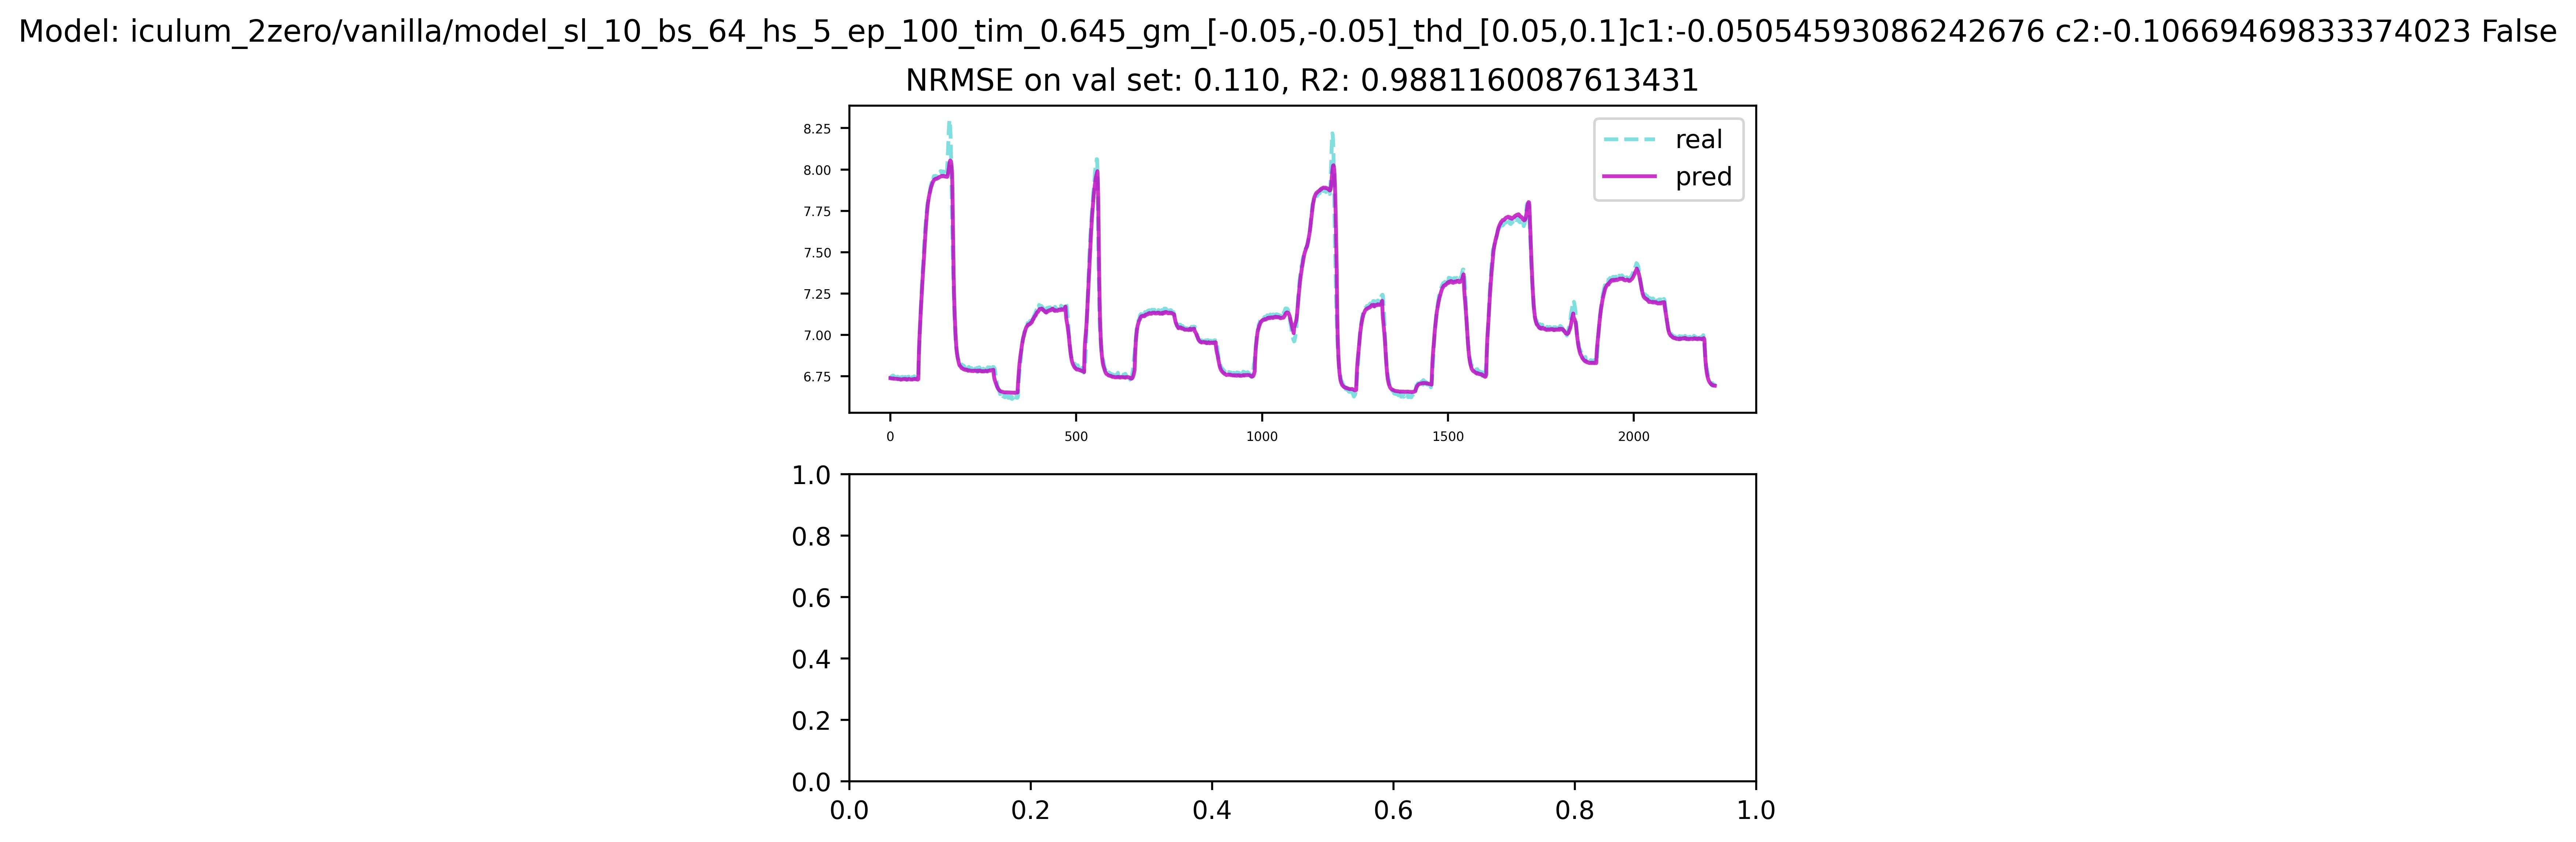 Model: iculum_2zero/vanilla/model_sl_10_bs_64_hs_5_ep_100_tim_0.645_gm_[-0.05,-0.05]_thd_[0.05,0.1]c1:-0.05054593086242676 c2:-0.10669469833374023 False
NRMSE on val set: 0.110, R2: 0.9881160087613431
8.25
8.00
7.75
7.50
7.25
7.00
6.75
real
pred
0 500 1000 1500 2000
1.0
0.8
0.6
0.4
0.2
0.0
0.0 0.2 0.4 0.6 0.8 1.0